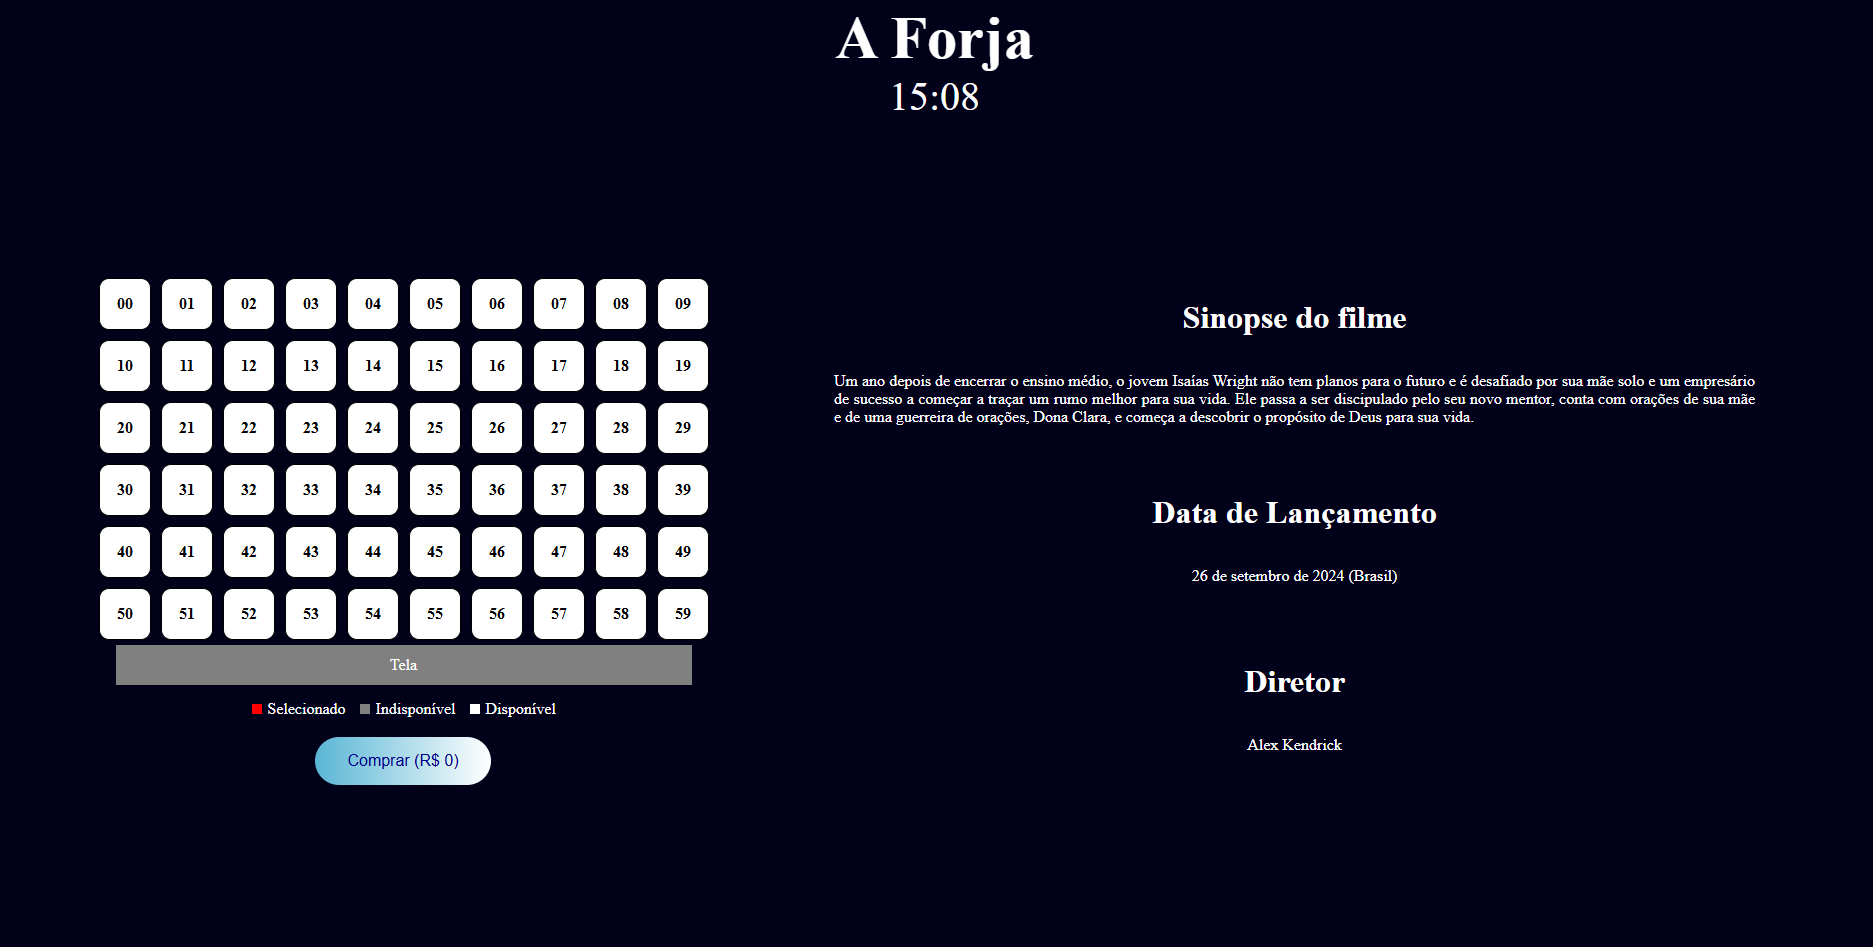 A Forja
15:08
00 01 02 03 04 05 06 07 08 09
10 11 12 13 14 15 16 17 18 19
20 21 22 23 24 25 26 27 28 29
30 31 32 33 34 35 36 37 38 39
40 41 42 43 44 45 46 47 48 49
50 51 52 53 54 55 56 57 58 59
Tela
Selecionado Indisponível Disponível
Comprar (R$ 0)
Sinopse do filme
Um ano depois de encerrar o ensino médio, o jovem Isaías Wright não tem planos para o futuro e é desafiado por sua mãe solo e um empresário
de sucesso a começar a traçar um rumo melhor para sua vida. Ele passa a ser discipulado pelo seu novo mentor, conta com orações de sua mãe
e de uma guerreira de orações, Dona Clara, e começa a descobrir o propósito de Deus para sua vida.
Data de Lançamento
26 de setembro de 2024 (Brasil)
Diretor
Alex Kendrick